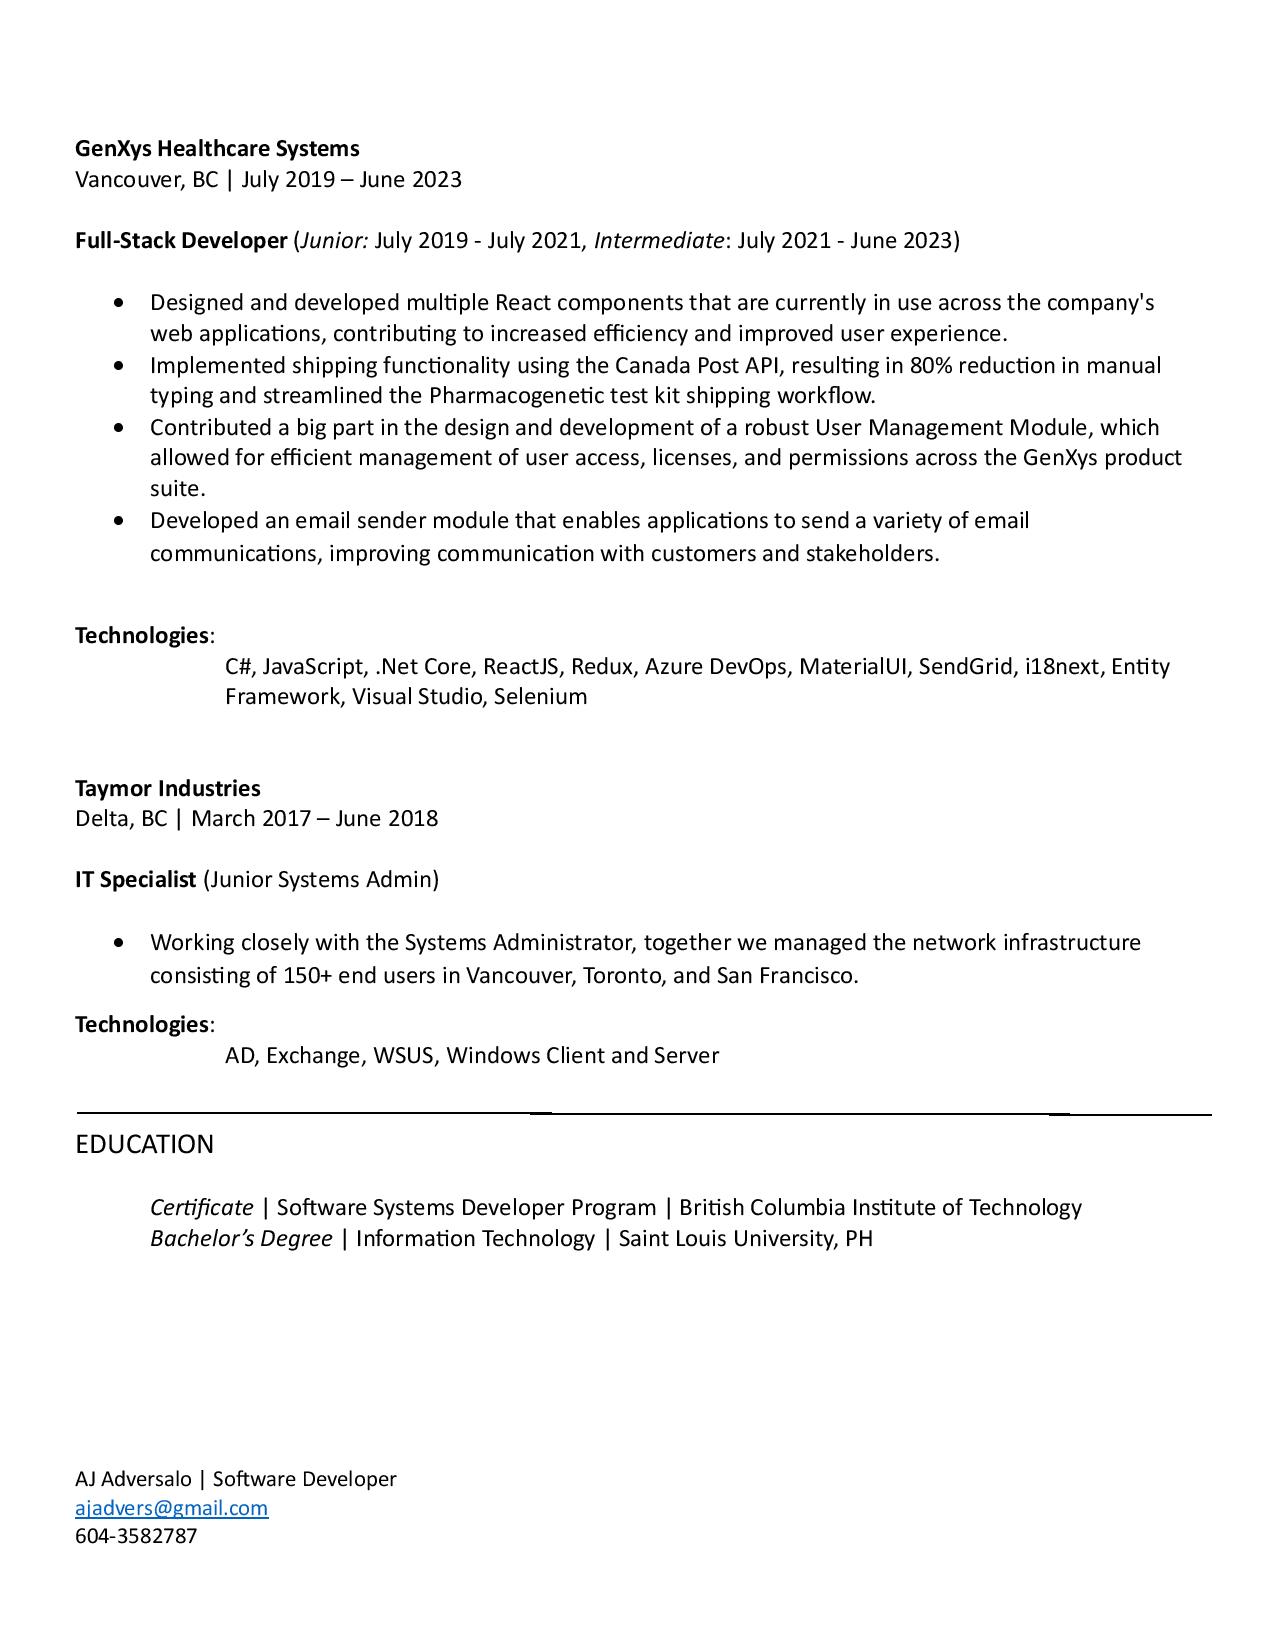 GenXys Healthcare Systems
Vancouver, BC | July 2019 – June 2023
Full-Stack Developer (Junior: July 2019 - July 2021, Intermediate: July 2021 - June 2023)
• Designed and developed multiple React components that are currently in use across the company's
web applications, contributing to increased efficiency and improved user experience.
• Implemented shipping functionality using the Canada Post API, resulting in 80% reduction in manual
typing and streamlined the Pharmacogenetic test kit shipping workflow.
• Contributed a big part in the design and development of a robust User Management Module, which
allowed for efficient management of user access, licenses, and permissions across the GenXys product
suite.
• Developed an email sender module that enables applications to send a variety of email
communications, improving communication with customers and stakeholders.
Technologies:
C#, JavaScript, .Net Core, ReactJS, Redux, Azure DevOps, MaterialUI, SendGrid, i18next, Entity
Framework, Visual Studio, Selenium
Taymor Industries
Delta, BC | March 2017 – June 2018
IT Specialist (Junior Systems Admin)
• Working closely with the Systems Administrator, together we managed the network infrastructure
consisting of 150+ end users in Vancouver, Toronto, and San Francisco.
Technologies:
AD, Exchange, WSUS, Windows Client and Server
EDUCATION
Certificate | Software Systems Developer Program | British Columbia Institute of Technology
Bachelor’s Degree | Information Technology | Saint Louis University, PH
AJ Adversalo | Software Developer
ajadvers@gmail.com
604-3582787